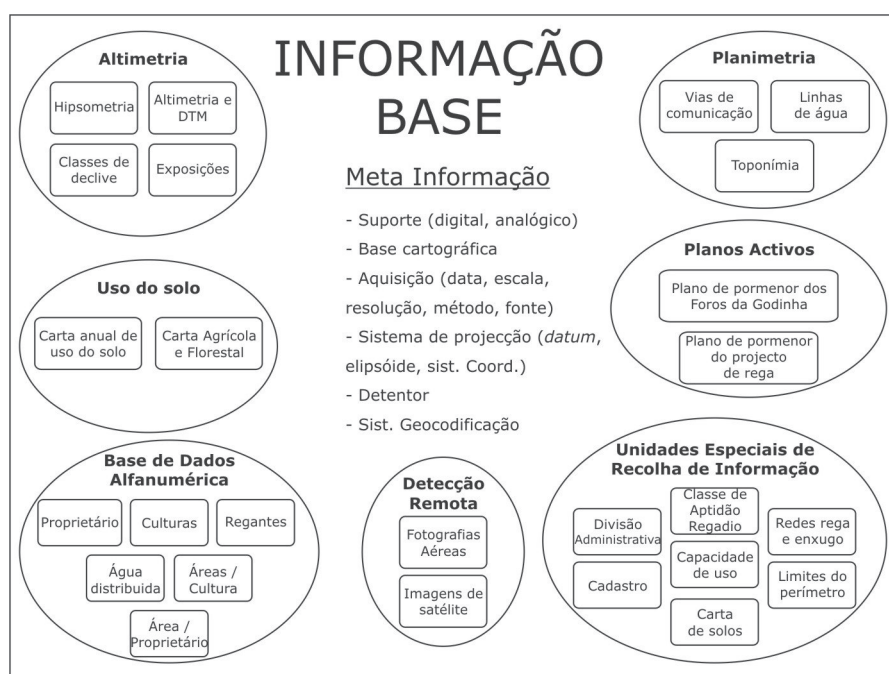 INFORMAÇÃO
BASE
Meta Informação
- Suporte (digital, analógico)
- Base cartográfica
- Aquisição (data, escala,
resolução, método, fonte)
- Sistema de projecção (datum,
elipsóide, sist. Coord.)
- Detentor
- Sist. Geocodificação
Altimetria
Hipsometria
Altimetria e
DTM
Classes de
declive
Exposições
Uso do solo
Carta anual de
uso do solo
Carta Agrícola
e Florestal
Base de Dados
Alfanumérica
Proprietário
Culturas
Regantes
Água
distribuida
Áreas /
Cultura
Área /
Proprietário
Detecção
Remota
Fotografias
Aéreas
Imagens de
satélite
Planimetria
Vias de
comunicação
Linhas
de água
Toponímia
Planos Activos
Plano de pormenor dos
Foros da Godinha
Plano de pormenor
do projecto
de rega
Unidades Especiais de
Recolha de Informação
Divisão
Administrativa
Classe de
Aptidão
Regadio
Redes rega
e enxugo
Cadastro
Capacidade
de uso
Limites do
perímetro
Carta
de solos